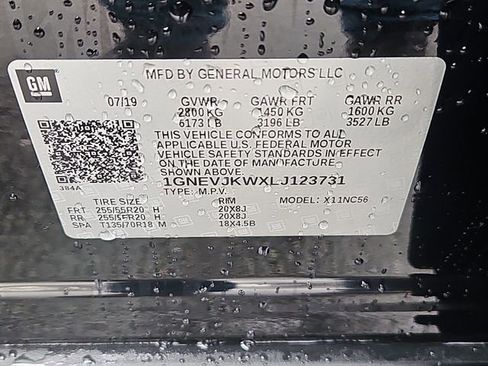 GM
MFD BY GENERAL MOTORS LLC
07/19 GVWR GAWR FRT GAWR RR
2800 KG 1450 KG 1600 KG
6173 LB 3196 LB 3527 LB
THIS VEHICLE CONFORMS TO ALL
APPLICABLE U.S. FEDERAL MOTOR
VEHICLE SAFETY STANDARDS IN EFFECT
ON THE DATE OF MANUFACTURE
SHOWN ABOVE.
1GNEVJKWXLJ123731
384A TYPE: M.P.V. MODEL: X11NC56
TIRE SIZE RIM
FRT 255/55R20 H 20X8J
RR 255/55R20 H 20X8J
SPA T135/70R18 M 18X4.5B